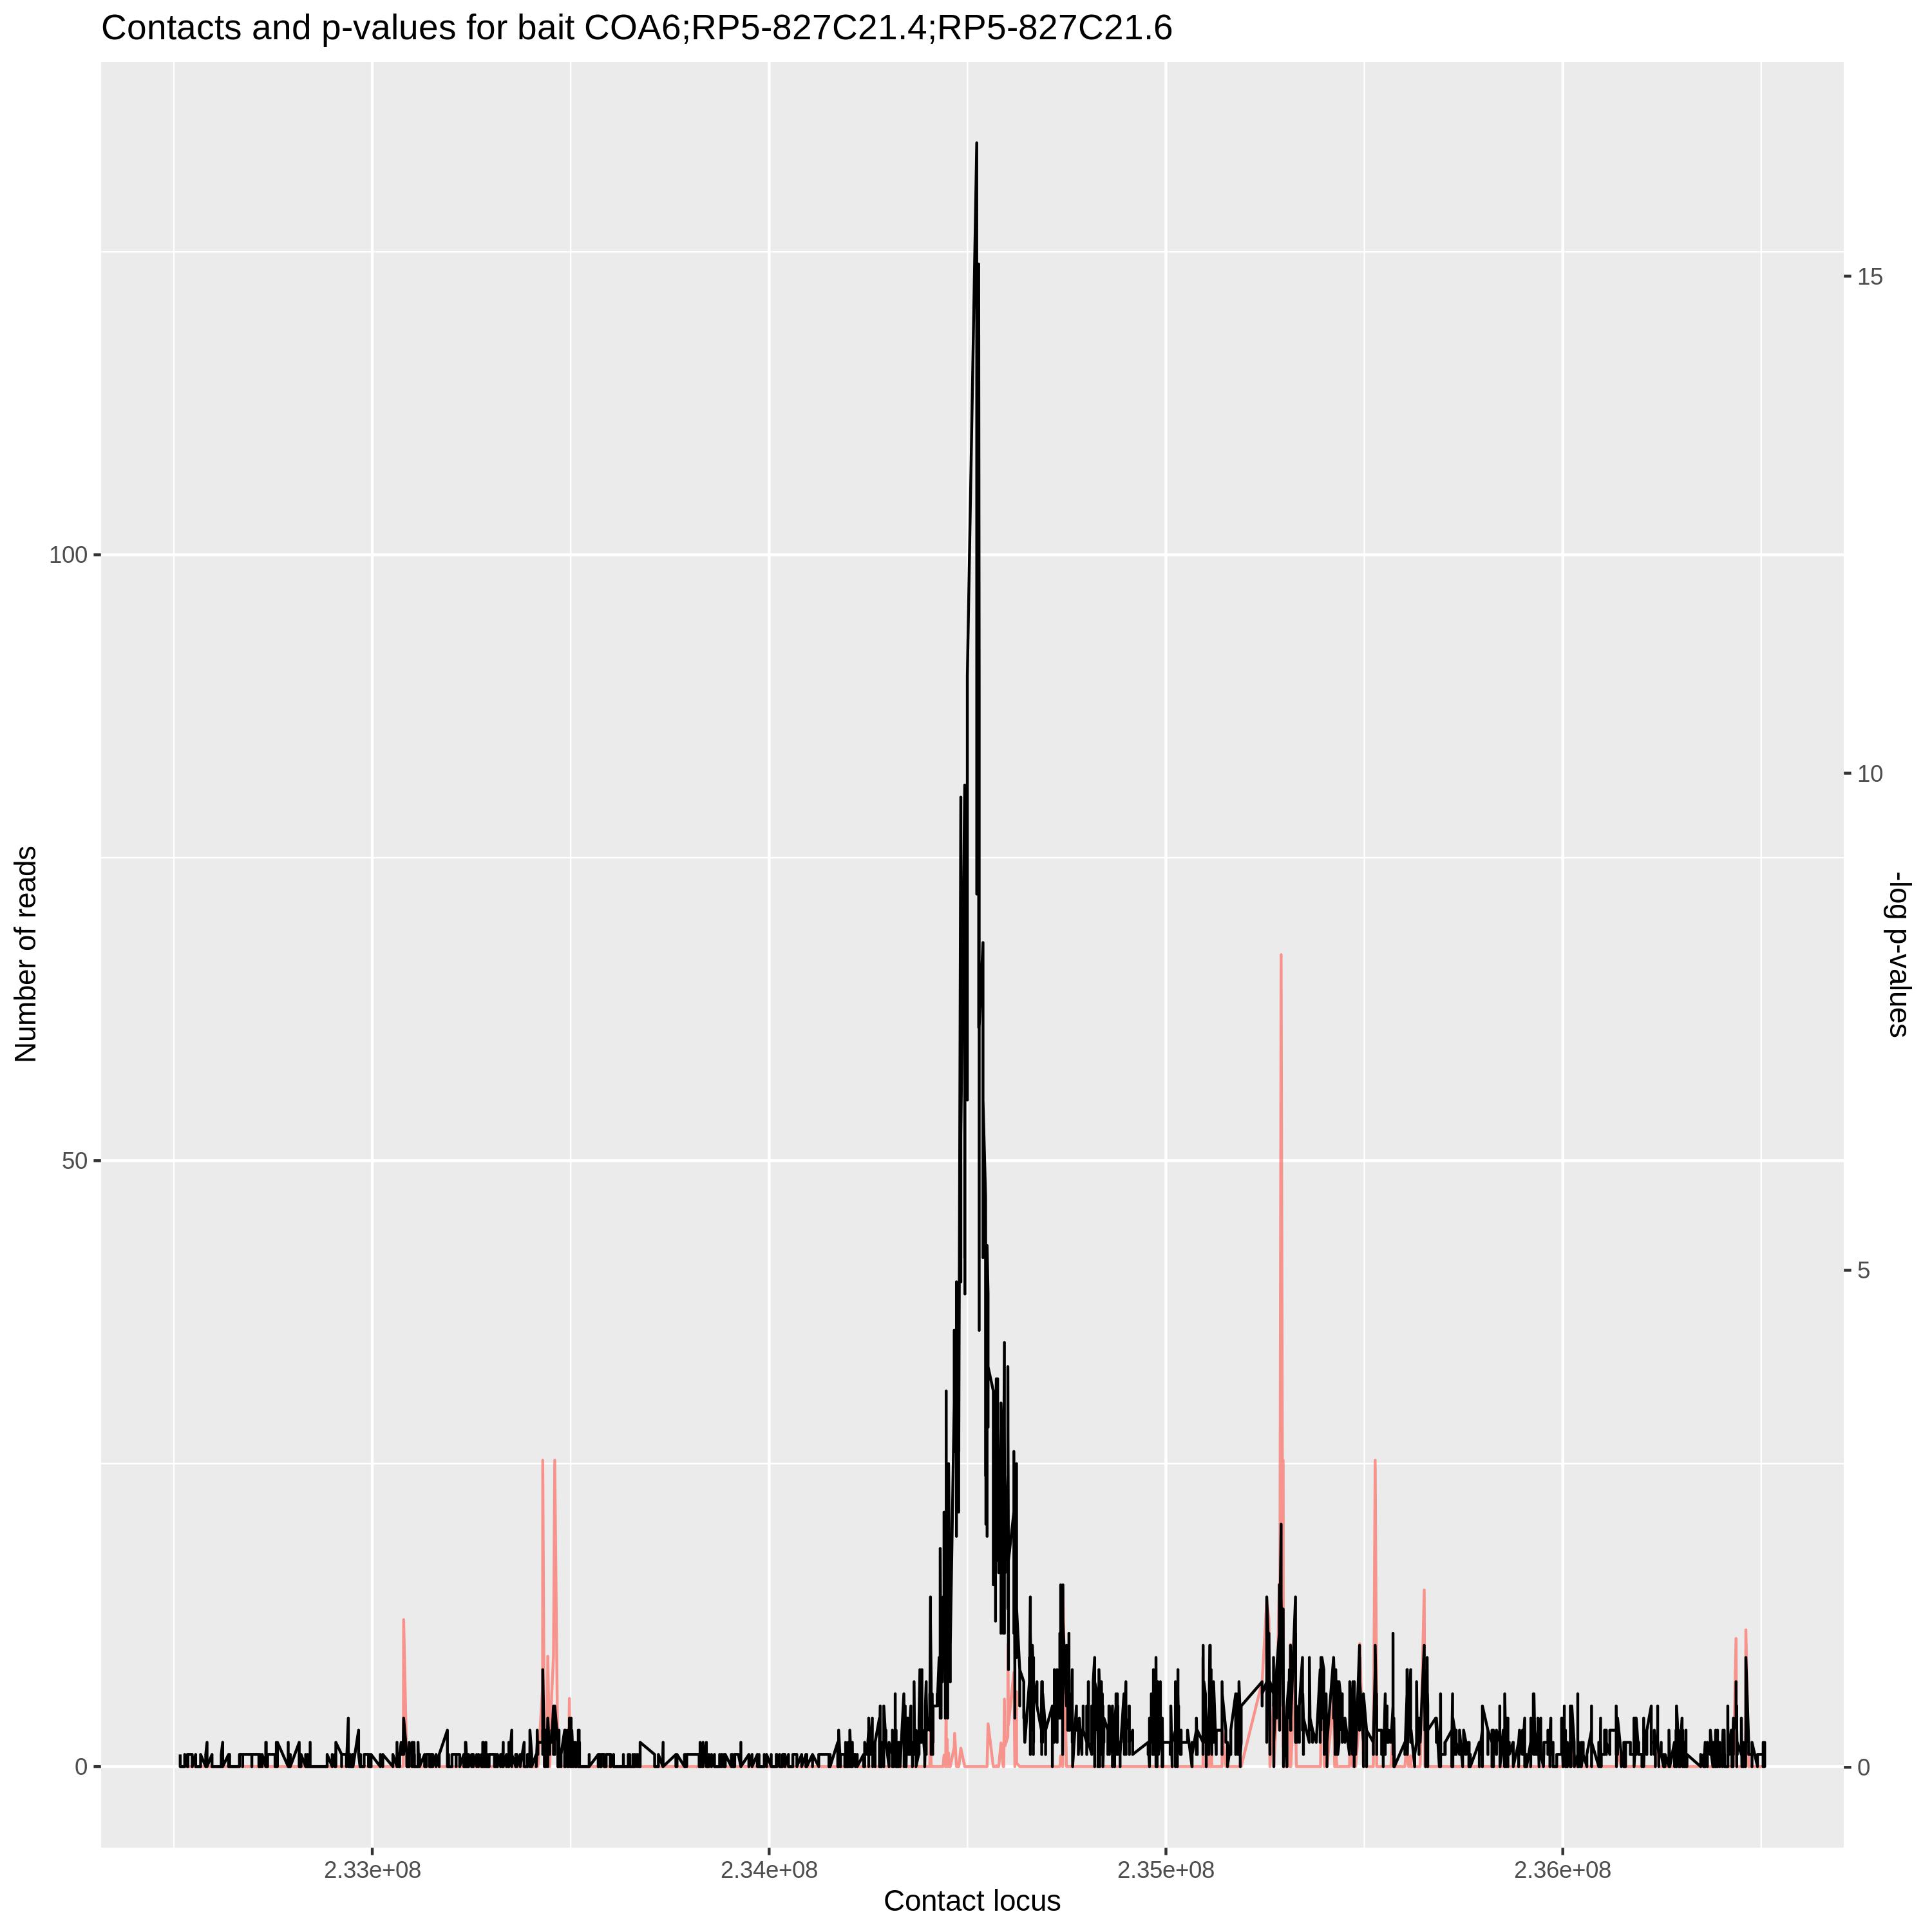 Contacts and p-values for bait COA6;RP5-827C21.4;RP5-827C21.6
Number of reads
100
50
0
15
10
5
0
-log p-values
2.33e+08
2.34e+08
2.35e+08
2.36e+08
Contact locus